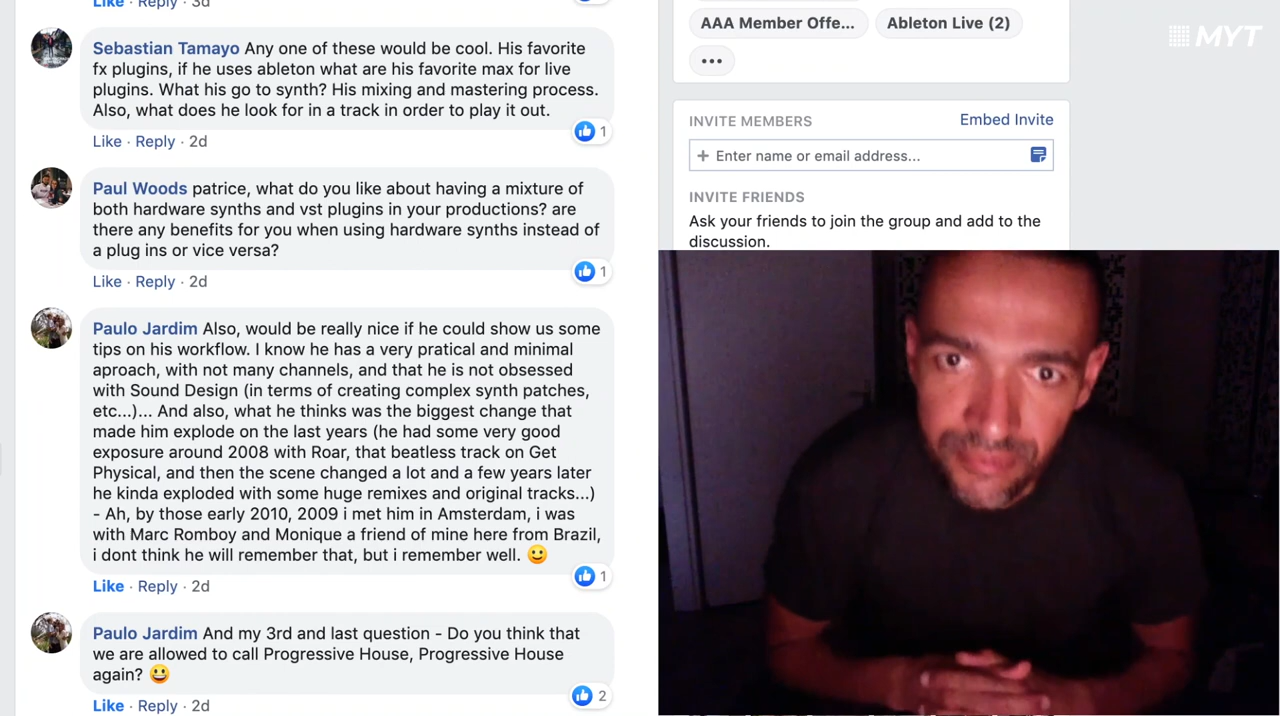 Like · Reply · 3d
Sebastian Tamayo Any one of these would be cool. His favorite
fx plugins, if he uses ableton what are his favorite max for live
plugins. What his go to synth? His mixing and mastering process.
Also, what does he look for in a track in order to play it out.
1
Like · Reply · 2d
Paul Woods patrice, what do you like about having a mixture of
both hardware synths and vst plugins in your productions? are
there any benefits for you when using hardware synths instead of
a plug ins or vice versa?
1
Like · Reply · 2d
Paulo Jardim Also, would be really nice if he could show us some
tips on his workflow. I know he has a very pratical and minimal
aproach, with not many channels, and that he is not obsessed
with Sound Design (in terms of creating complex synth patches,
etc...)... And also, what he thinks was the biggest change that
made him explode on the last years (he had some very good
exposure around 2008 with Roar, that beatless track on Get
Physical, and then the scene changed a lot and a few years later
he kinda exploded with some huge remixes and original tracks...)
- Ah, by those early 2010, 2009 i met him in Amsterdam, i was
with Marc Romboy and Monique a friend of mine here from Brazil,
i dont think he will remember that, but i remember well. 🙂
1
Like · Reply · 2d
Paulo Jardim And my 3rd and last question - Do you think that
we are allowed to call Progressive House, Progressive House
again? 😀
2
Like · Reply · 2d
AAA Member Offe... Ableton Live (2)
...
MYT
INVITE MEMBERS Embed Invite
+ Enter name or email address...
INVITE FRIENDS
Ask your friends to join the group and add to the
discussion.